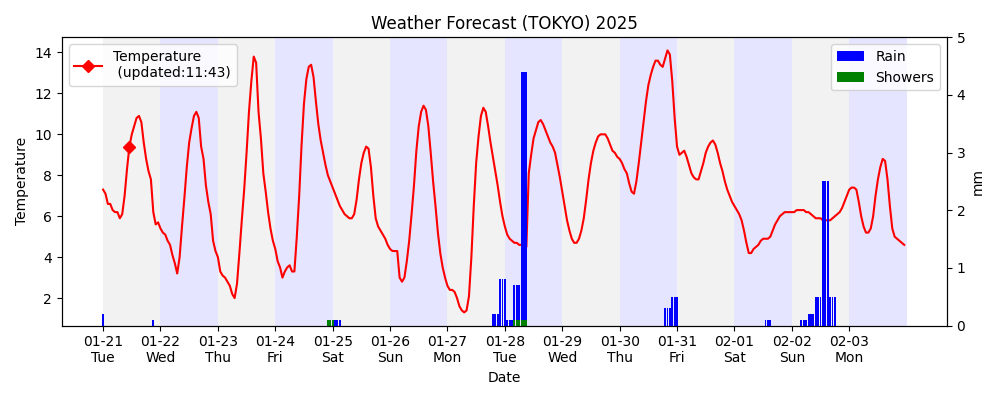 Weather Forecast (TOKYO) 2025
Temperature
(updated:11:43)
Rain
Showers
Temperature
14
12
10
8
6
4
2
5
4
3
2
1
0
mm
01-21 01-22 01-23 01-24 01-25 01-26 01-27 01-28 01-29 01-30 01-31 02-01 02-02 02-03
Tue Wed Thu Fri Sat Sun Mon Tue Wed Thu Fri Sat Sun Mon
Date